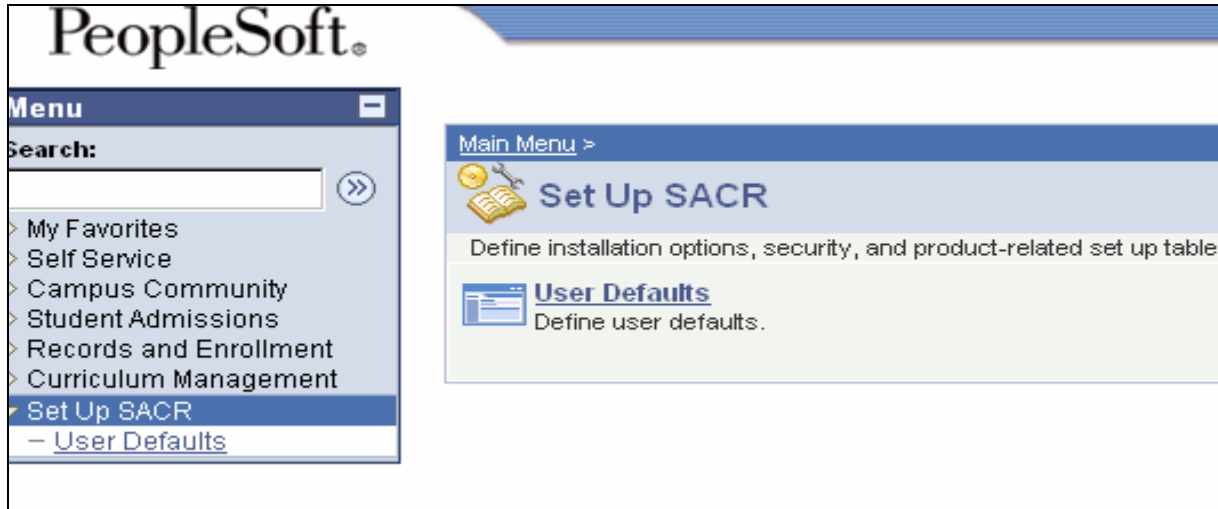 PeopleSoft®
Menu
Search:
My Favorites
Self Service
Campus Community
Student Admissions
Records and Enrollment
Curriculum Management
Set Up SACR
User Defaults
Main Menu >
Set Up SACR
Define installation options, security, and product-related set up table
User Defaults
Define user defaults.